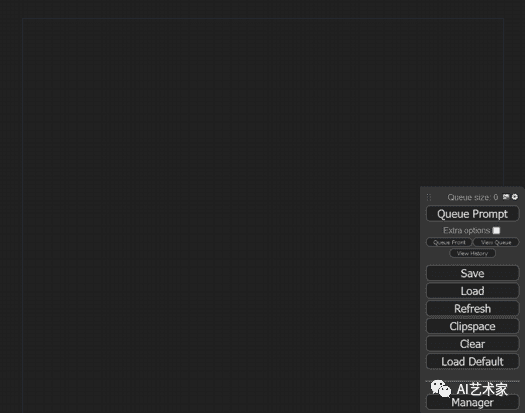 Queue size: 0
Queue Prompt
Extra options
Queue Front View Queue
View History
Save
Load
Refresh
Clipspace
Clear
Load Default
AI艺术家
Manager